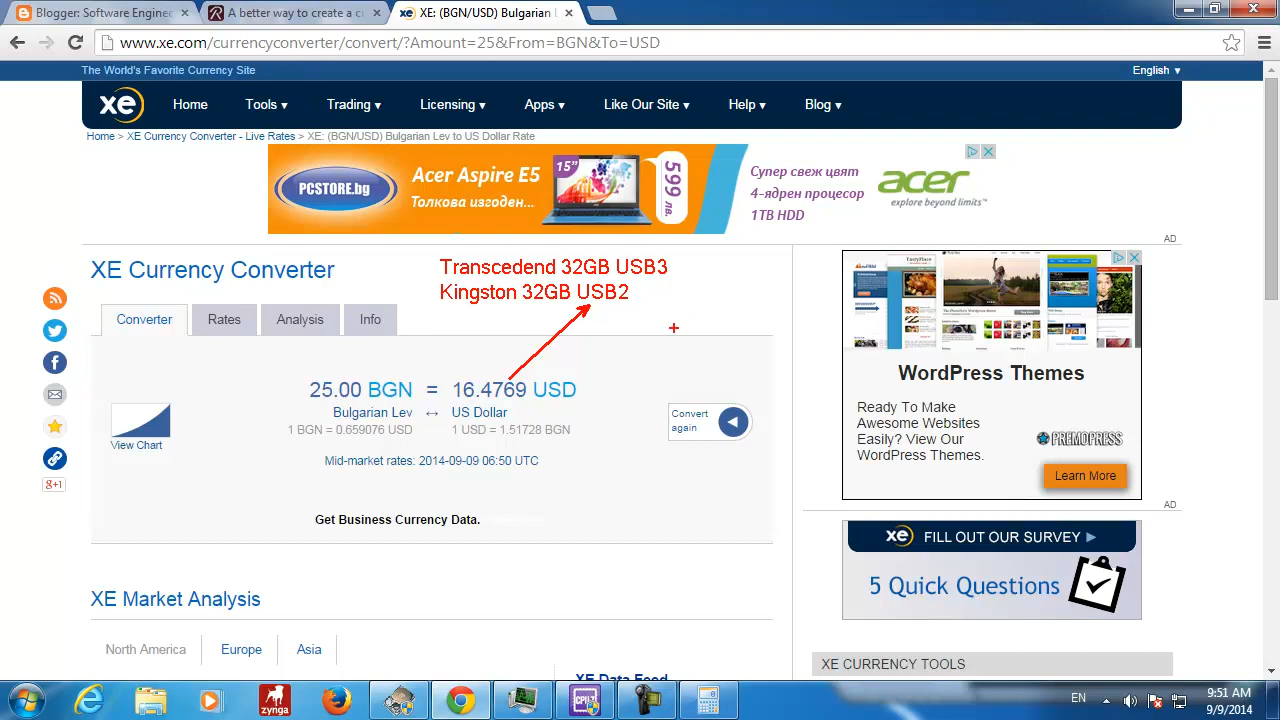 Blogger: Software Engine
A better way to create a c
XE: (BGN/USD) Bulgarian
www.xe.com/currencyconverter/convert/?Amount=25&From=BGN&To=USD
The World's Favorite Currency Site
English ▾
xe
Home
Tools ▾
Trading ▾
Licensing ▾
Apps ▾
Like Our Site ▾
Help ▾
Blog ▾
Home > XE Currency Converter - Live Rates > XE: (BGN/USD) Bulgarian Lev to US Dollar Rate
PCSTORE.bg
Acer Aspire E5
Толкова изгоден...
15"
599 лв.
Супер свеж цвят
4-ядрен процесор
1TB HDD
acer
explore beyond limits™
AD
XE Currency Converter
Transcedend 32GB USB3
Kingston 32GB USB2
Converter
Rates
Analysis
Info
25.00 BGN = 16.4769 USD
Bulgarian Lev ↔ US Dollar
1 BGN = 0.659076 USD
1 USD = 1.51728 BGN
Mid-market rates: 2014-09-09 06:50 UTC
View Chart
Convert again
Get Business Currency Data.
g+1
WordPress Themes
Ready To Make
Awesome Websites
Easily? View Our
WordPress Themes.
PREMOPRESS
Learn More
AD
xe FILL OUT OUR SURVEY ►
5 Quick Questions
XE Market Analysis
North America
Europe
Asia
XE Data Feed
XE CURRENCY TOOLS
zynga
EN
9:51 AM
9/9/2014